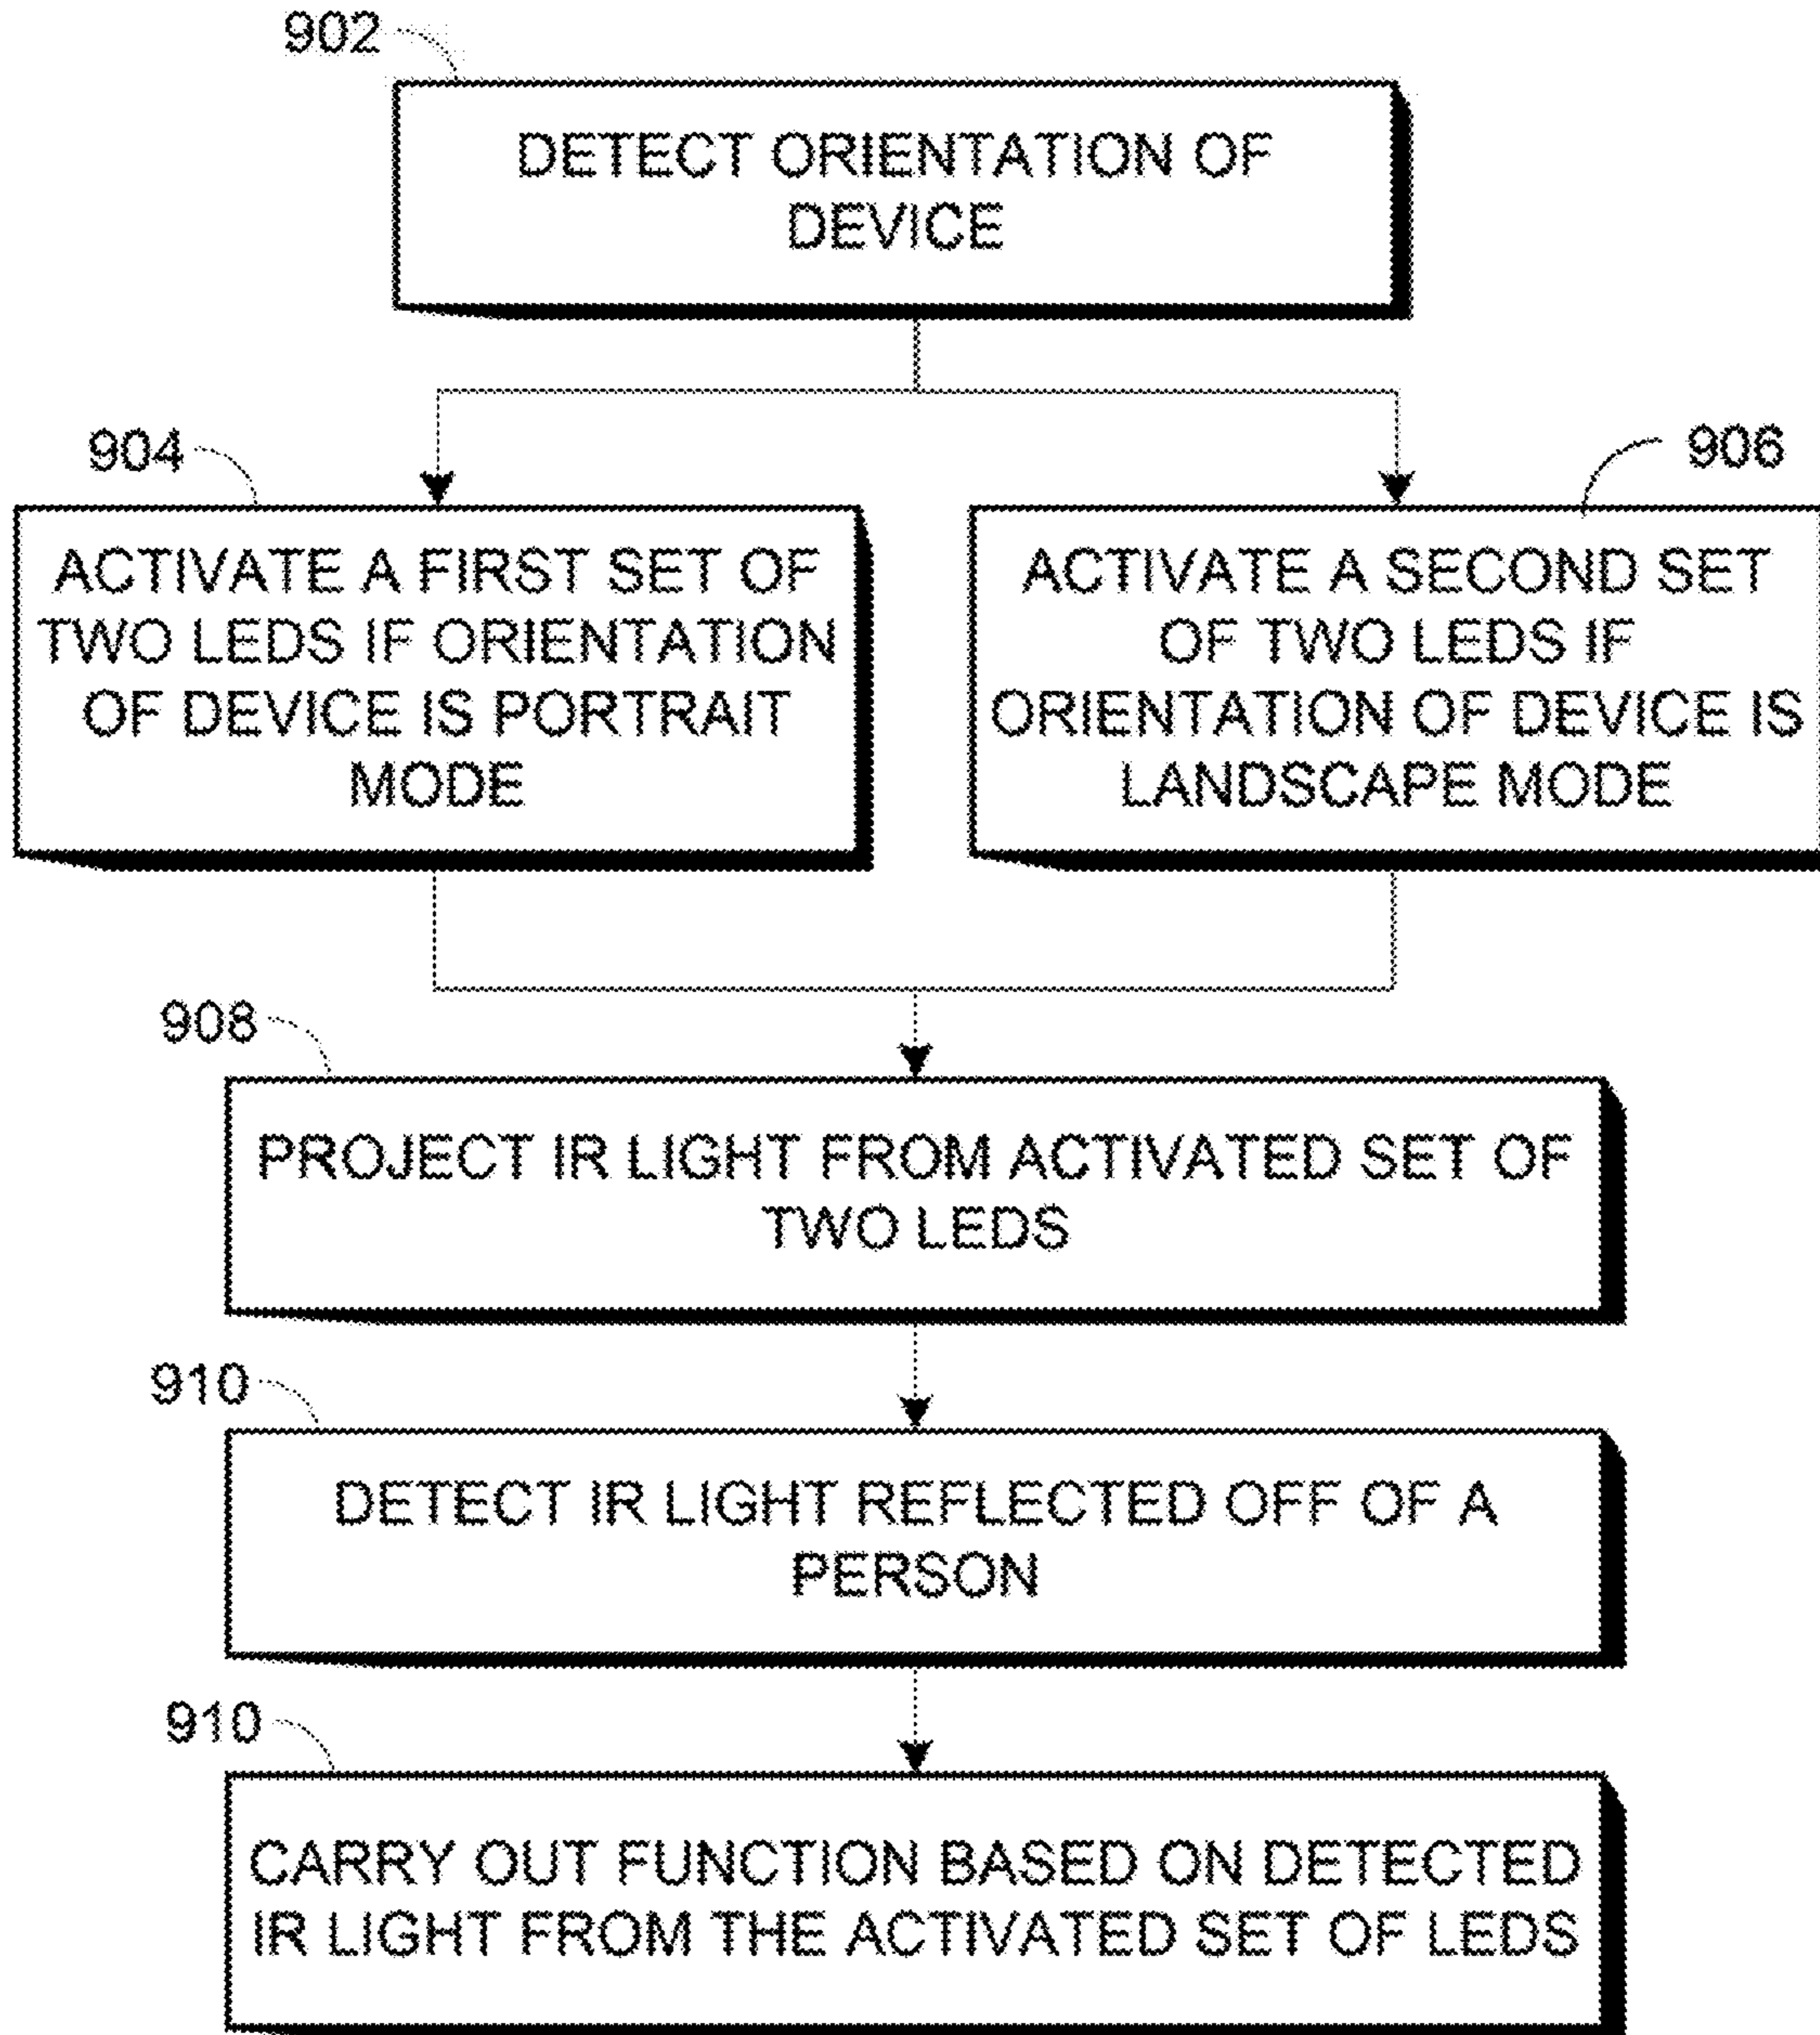 902
DETECT ORIENTATION OF
DEVICE
904
906
ACTIVATE A FIRST SET OF
TWO LEDS IF ORIENTATION
OF DEVICE IS PORTRAIT
MODE
ACTIVATE A SECOND SET
OF TWO LEDS IF
ORIENTATION OF DEVICE IS
LANDSCAPE MODE
908
PROJECT IR LIGHT FROM ACTIVATED SET OF
TWO LEDS
910
DETECT IR LIGHT REFLECTED OFF OF A
PERSON
910
CARRY OUT FUNCTION BASED ON DETECTED
IR LIGHT FROM THE ACTIVATED SET OF LEDS